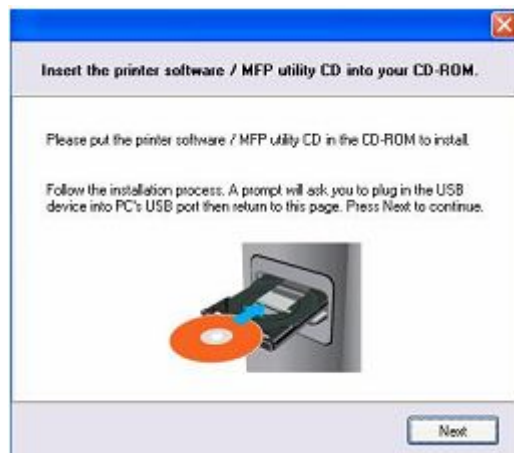 Insert the printer software / MFP utility CD into your CD-ROM.
Please put the printer software / MFP utility CD in the CD-ROM to install.
Follow the installation process. A prompt will ask you to plug in the USB
device into PC's USB port then return to this page. Press Next to continue.
Next